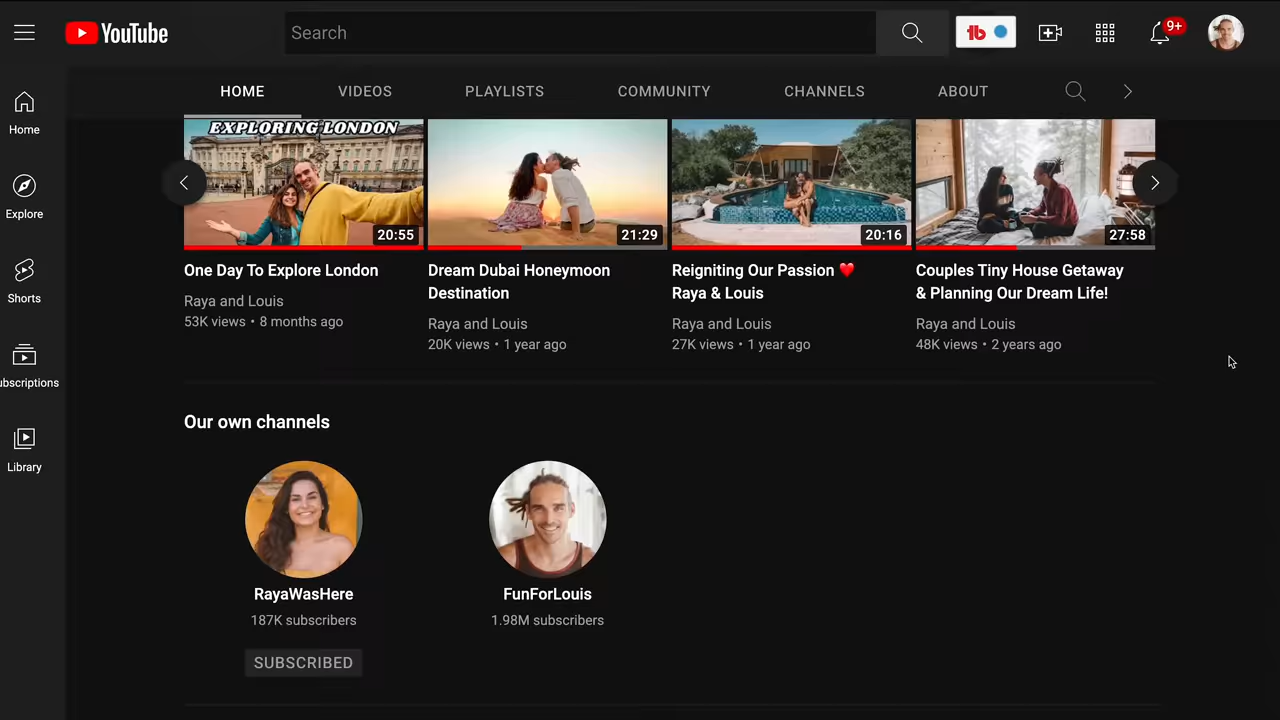 YouTube
Search
tb
9+
Home
Explore
Shorts
ubscriptions
Library
HOME
VIDEOS
PLAYLISTS
COMMUNITY
CHANNELS
ABOUT
EXPLORING LONDON
20:55
21:29
20:16
27:58
One Day To Explore London
Raya and Louis
53K views • 8 months ago
Dream Dubai Honeymoon
Destination
Raya and Louis
20K views • 1 year ago
Reigniting Our Passion ❤️
Raya & Louis
Raya and Louis
27K views • 1 year ago
Couples Tiny House Getaway
& Planning Our Dream Life!
Raya and Louis
48K views • 2 years ago
Our own channels
RayaWasHere
187K subscribers
SUBSCRIBED
FunForLouis
1.98M subscribers